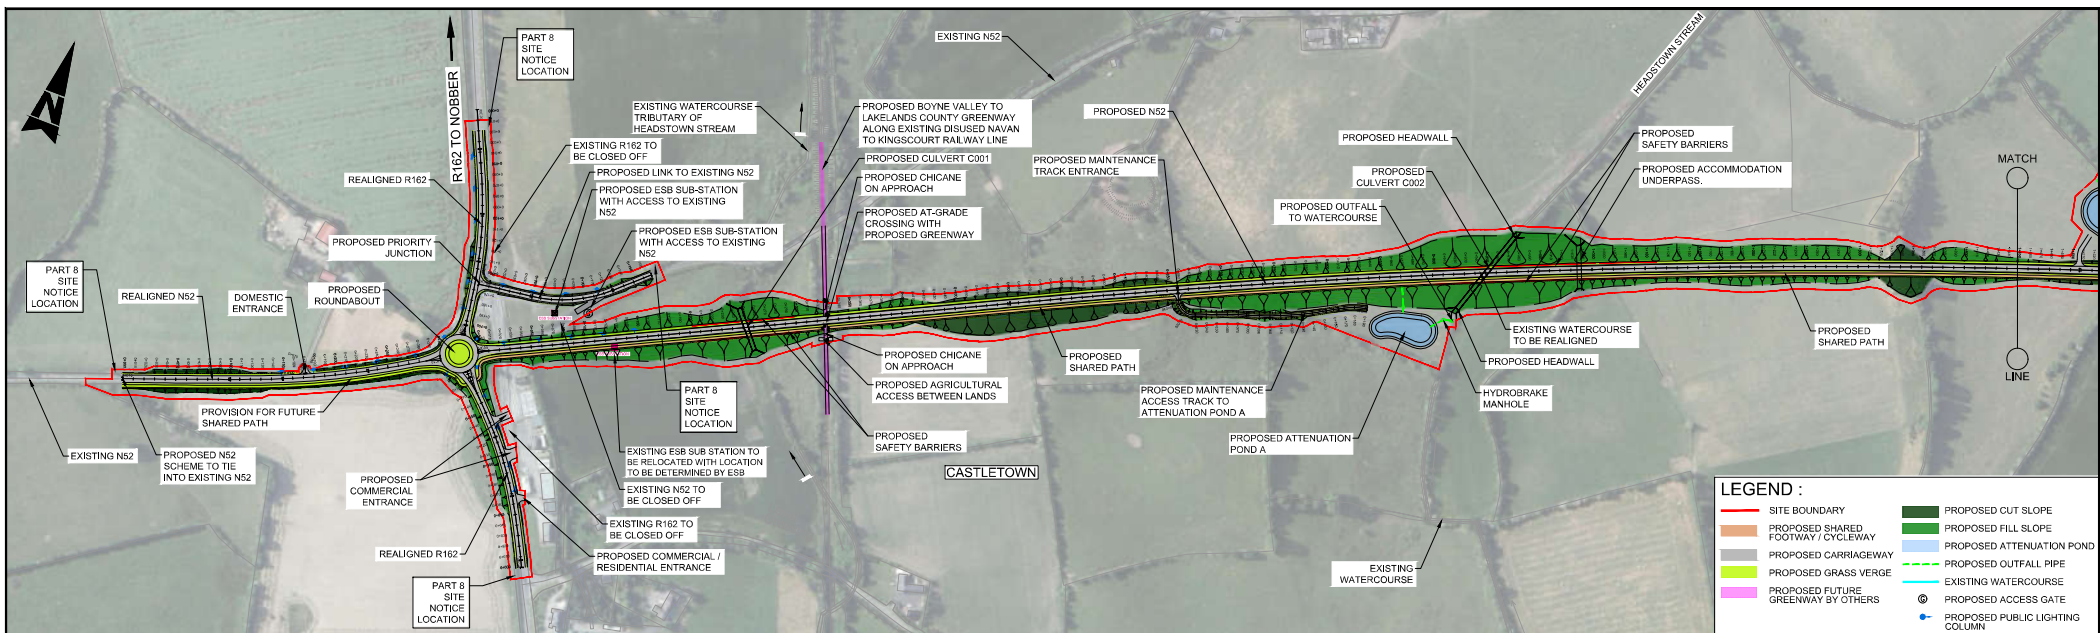 PART 8
SITE
NOTICE
LOCATION
R162 TO NOBBER
N
EXISTING N52
HEADSTOWN STREAM
EXISTING WATERCOURSE
TRIBUTARY OF
HEADSTOWN STREAM
PROPOSED BOYNE VALLEY TO
LAKELANDS COUNTY GREENWAY
ALONG EXISTING DISUSED NAVAN
TO KINGSCOURT RAILWAY LINE
PROPOSED N52
EXISTING R162 TO
BE CLOSED OFF
PROPOSED LINK TO EXISTING N52
PROPOSED ESB SUB-STATION
WITH ACCESS TO EXISTING
N52
REALIGNED R162
PROPOSED CULVERT C001
PROPOSED CHICANE
ON APPROACH
PROPOSED MAINTENANCE
TRACK ENTRANCE
PROPOSED HEADWALL
PROPOSED
SAFETY BARRIERS
PROPOSED
CULVERT C002
PROPOSED ACCOMMODATION
UNDERPASS.
MATCH
LINE
PROPOSED AT-GRADE
CROSSING WITH
PROPOSED GREENWAY
PROPOSED OUTFALL
TO WATERCOURSE
PROPOSED ESB SUB-STATION
WITH ACCESS TO EXISTING
N52
PROPOSED PRIORITY
JUNCTION
PART 8
SITE
NOTICE
LOCATION
REALIGNED N52
DOMESTIC
ENTRANCE
PROPOSED
ROUNDABOUT
EXISTING WATERCOURSE
TO BE REALIGNED
PROPOSED
SHARED PATH
PROPOSED HEADWALL
PROPOSED CHICANE
ON APPROACH
PROPOSED
SHARED PATH
PROPOSED AGRICULTURAL
ACCESS BETWEEN LANDS
PROPOSED MAINTENANCE
ACCESS TRACK TO
ATTENUATION POND A
HYDROBRAKE
MANHOLE
PART 8
SITE
NOTICE
LOCATION
PROVISION FOR FUTURE
SHARED PATH
PROPOSED
SAFETY BARRIERS
PROPOSED ATTENUATION
POND A
EXISTING N52
PROPOSED N52
SCHEME TO TIE
INTO EXISTING N52
EXISTING ESB SUB STATION TO
BE RELOCATED WITH LOCATION
TO BE DETERMINED BY ESB
CASTLETOWN
PROPOSED
COMMERCIAL
ENTRANCE
EXISTING N52 TO
BE CLOSED OFF
EXISTING R162 TO
BE CLOSED OFF
REALIGNED R162
PROPOSED COMMERCIAL /
RESIDENTIAL ENTRANCE
EXISTING
WATERCOURSE
PART 8
SITE
NOTICE
LOCATION
LEGEND :
SITE BOUNDARY
PROPOSED SHARED
FOOTWAY / CYCLEWAY
PROPOSED CARRIAGEWAY
PROPOSED GRASS VERGE
PROPOSED FUTURE
GREENWAY BY OTHERS
PROPOSED CUT SLOPE
PROPOSED FILL SLOPE
PROPOSED ATTENUATION POND
PROPOSED OUTFALL PIPE
EXISTING WATERCOURSE
G PROPOSED ACCESS GATE
PROPOSED PUBLIC LIGHTING
COLUMN